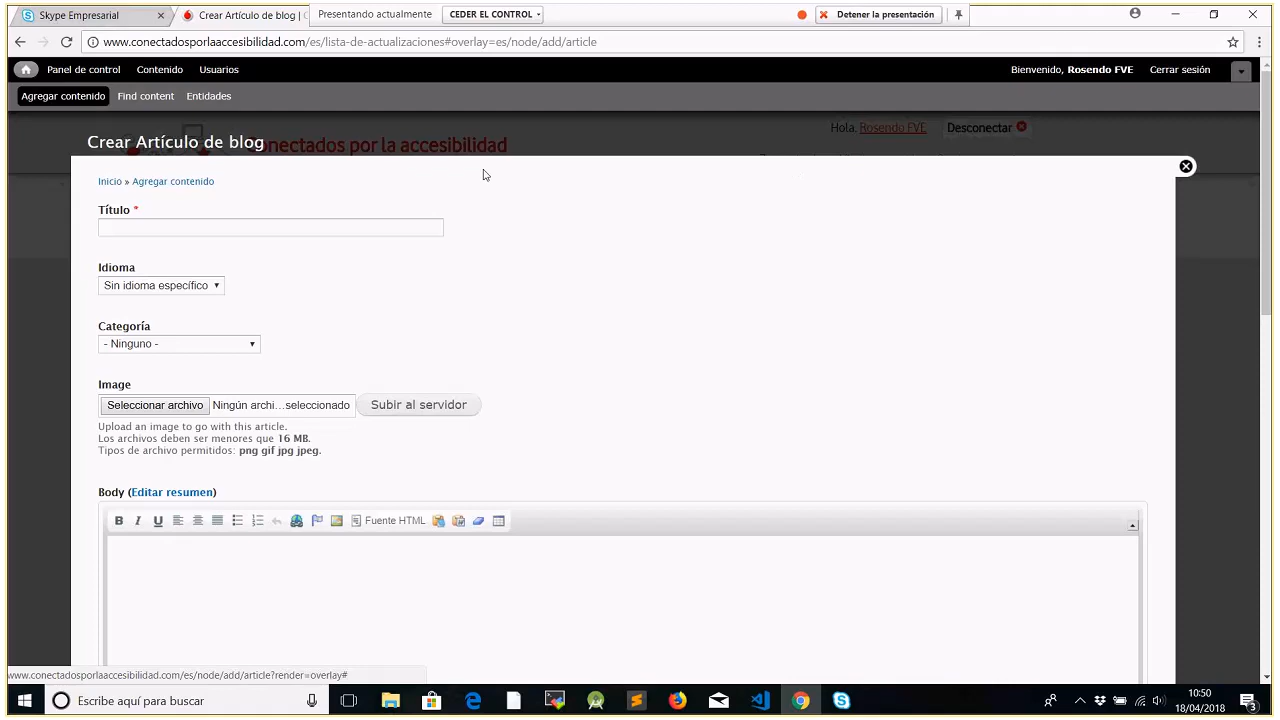 Skype Empresarial
Crear Artículo de blog | C
Presentando actualmente
CEDER EL CONTROL
Detener la presentación
www.conectadosporlaaccesibilidad.com/es/lista-de-actualizaciones#overlay=es/node/add/article
Panel de control Contenido Usuarios
Bienvenido, Rosendo FVE Cerrar sesión
Agregar contenido Find content Entidades
Hola, Rosendo FVE Desconectar
Conectados por la accesibilidad
Crear Artículo de blog
Inicio » Agregar contenido
Título *
Idioma
Sin idioma específico
Categoría
- Ninguno -
Image
Seleccionar archivo Ningún archi...seleccionado Subir al servidor
Upload an image to go with this article.
Los archivos deben ser menores que 16 MB.
Tipos de archivo permitidos: png gif jpg jpeg.
Body (Editar resumen)
B I U Fuente HTML
www.conectadosporlaaccesibilidad.com/es/node/add/article?render=overlay#
Escribe aquí para buscar
10:50
18/04/2018
3